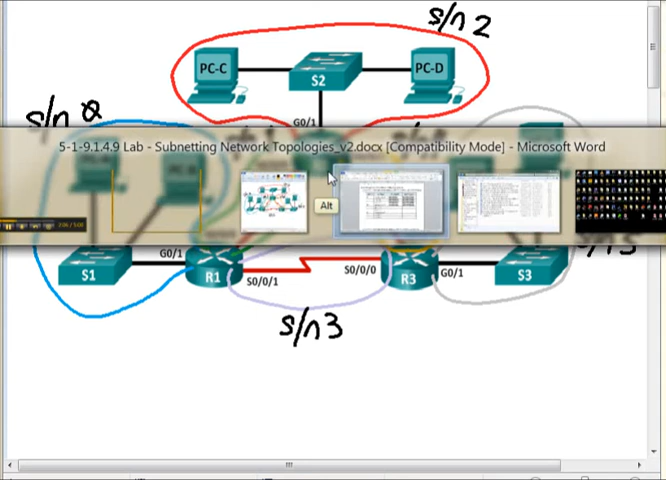 s/n 2
PC-C
PC-D
S2
s/n 0
G0/1
5-1-9.1.4.9 Lab - Subnetting Network Topologies_v2.docx [Compatibility Mode] - Microsoft Word
Alt
G0/1
S1
R1
S0/0/1
S0/0/0
R3
G0/1
S3
s/n3